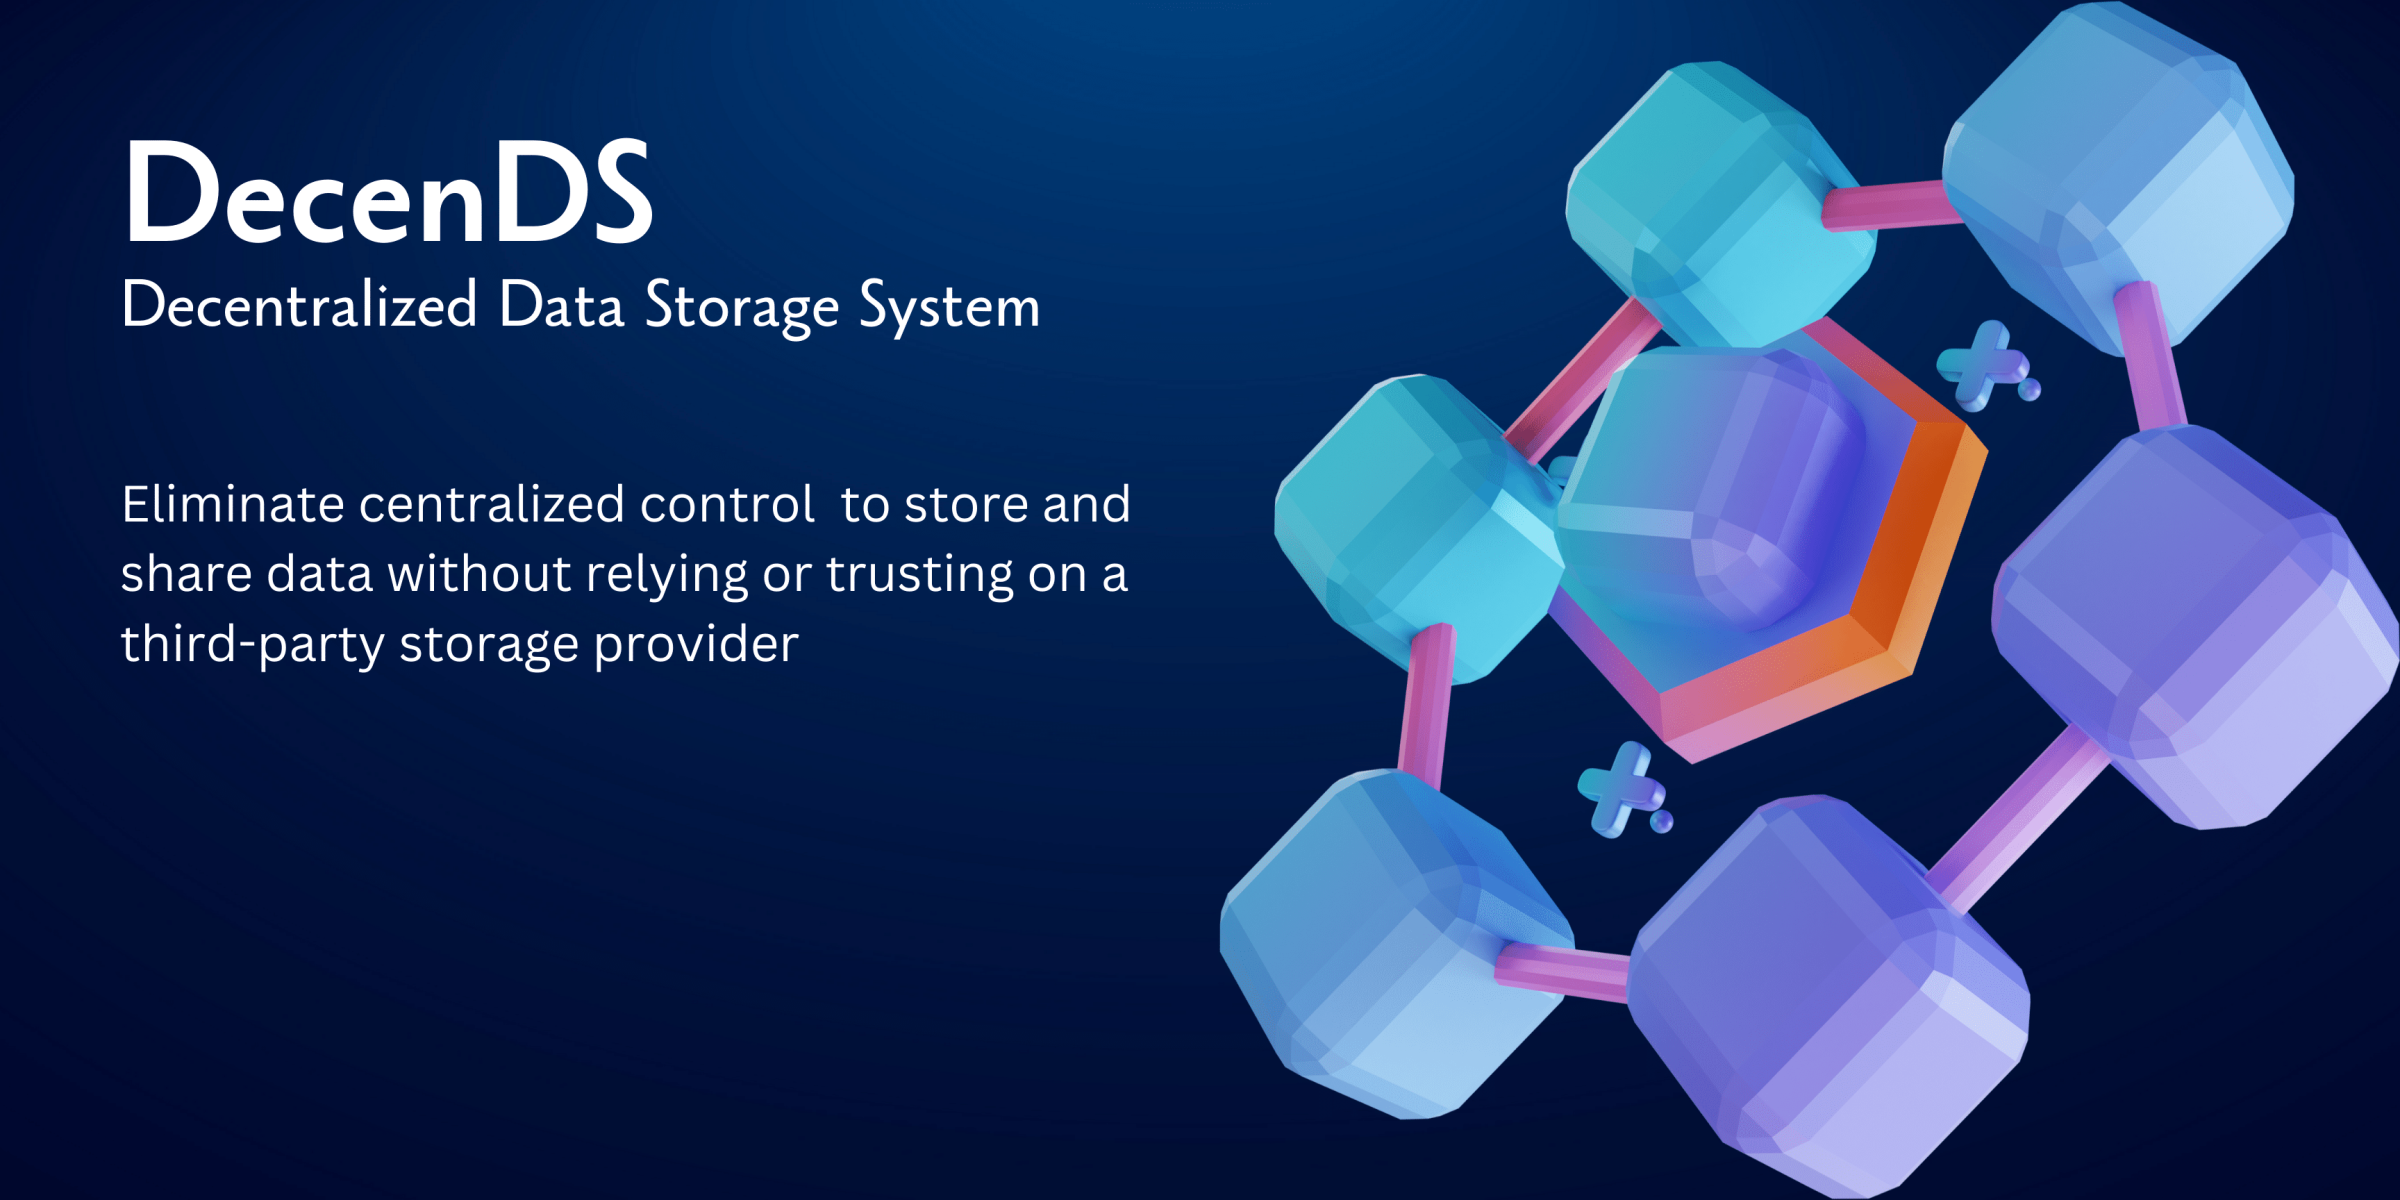 DecenDS
Decentralized Data Storage System
Eliminate centralized control  to store and
share data without relying or trusting on a
third-party storage provider